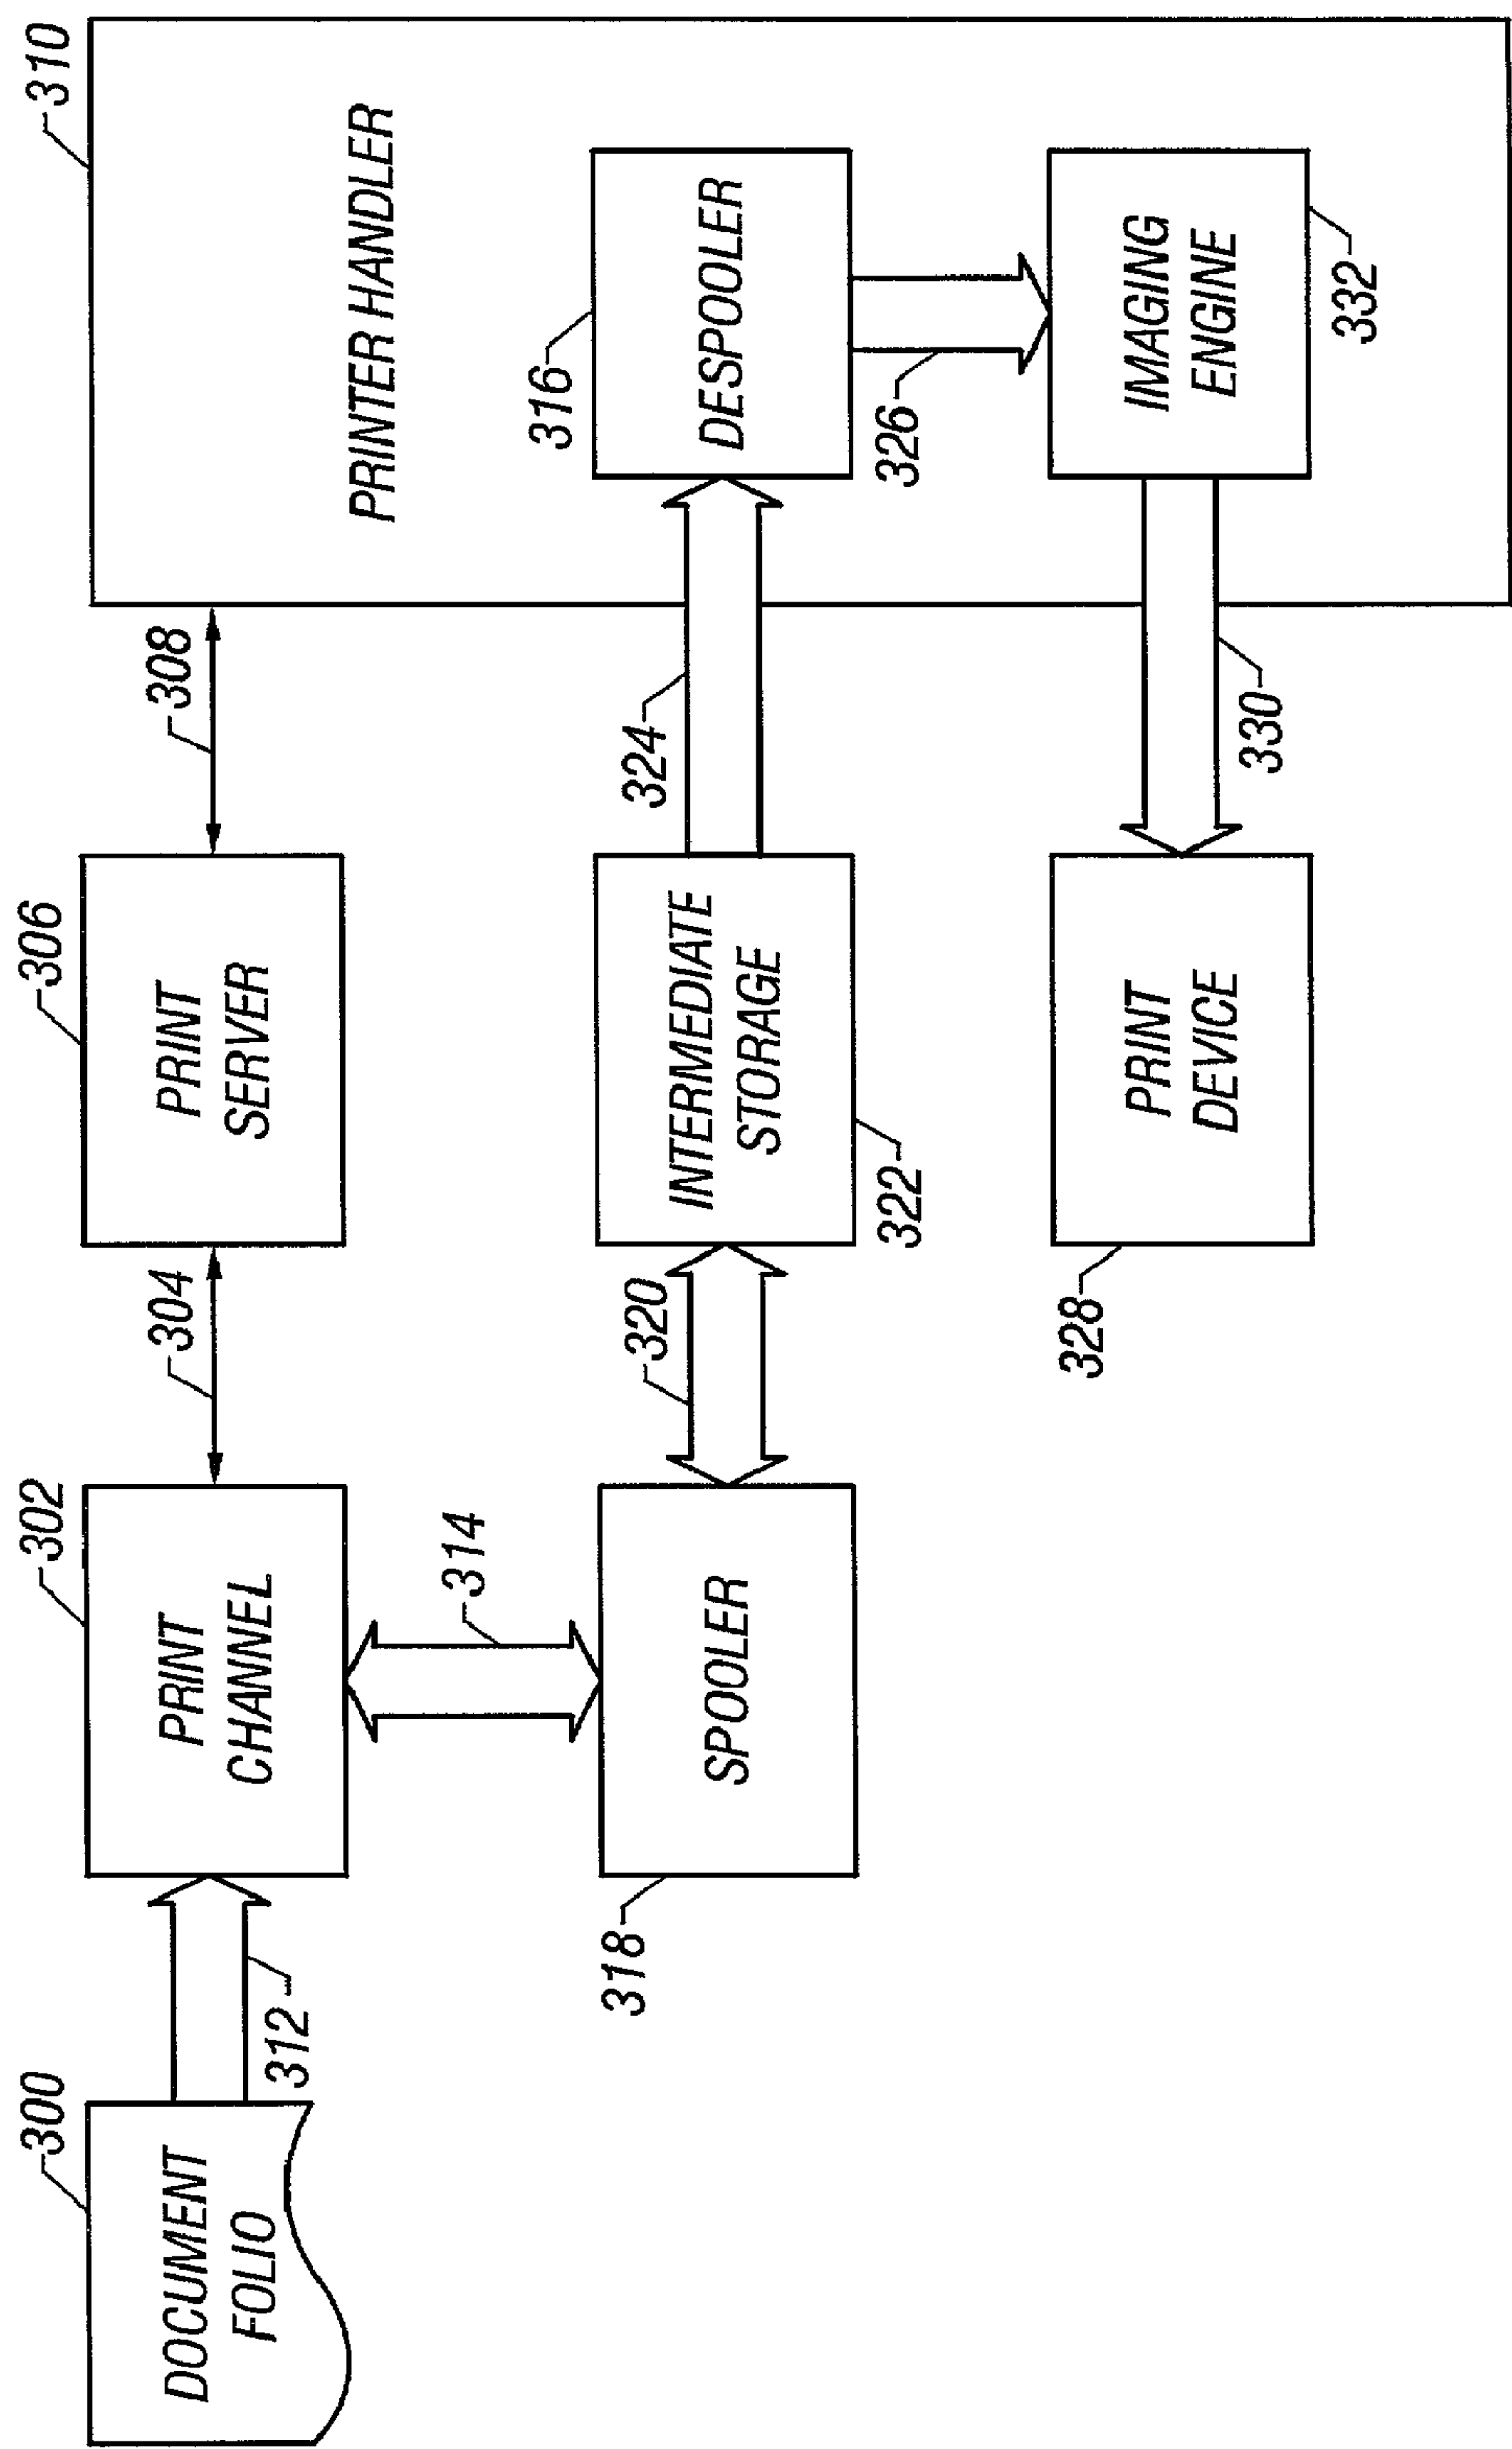 300
DOCUMENT
FOLIO
312
302
PRINT
CHANNEL
304
306
PRINT
SERVER
308
310
PRINTER HANDLER
314
318
SPOOLER
320
INTERMEDIATE
STORAGE
322
324
316
DESPOOLER
326
328
PRINT
DEVICE
330
IMAGING
ENGINE
332